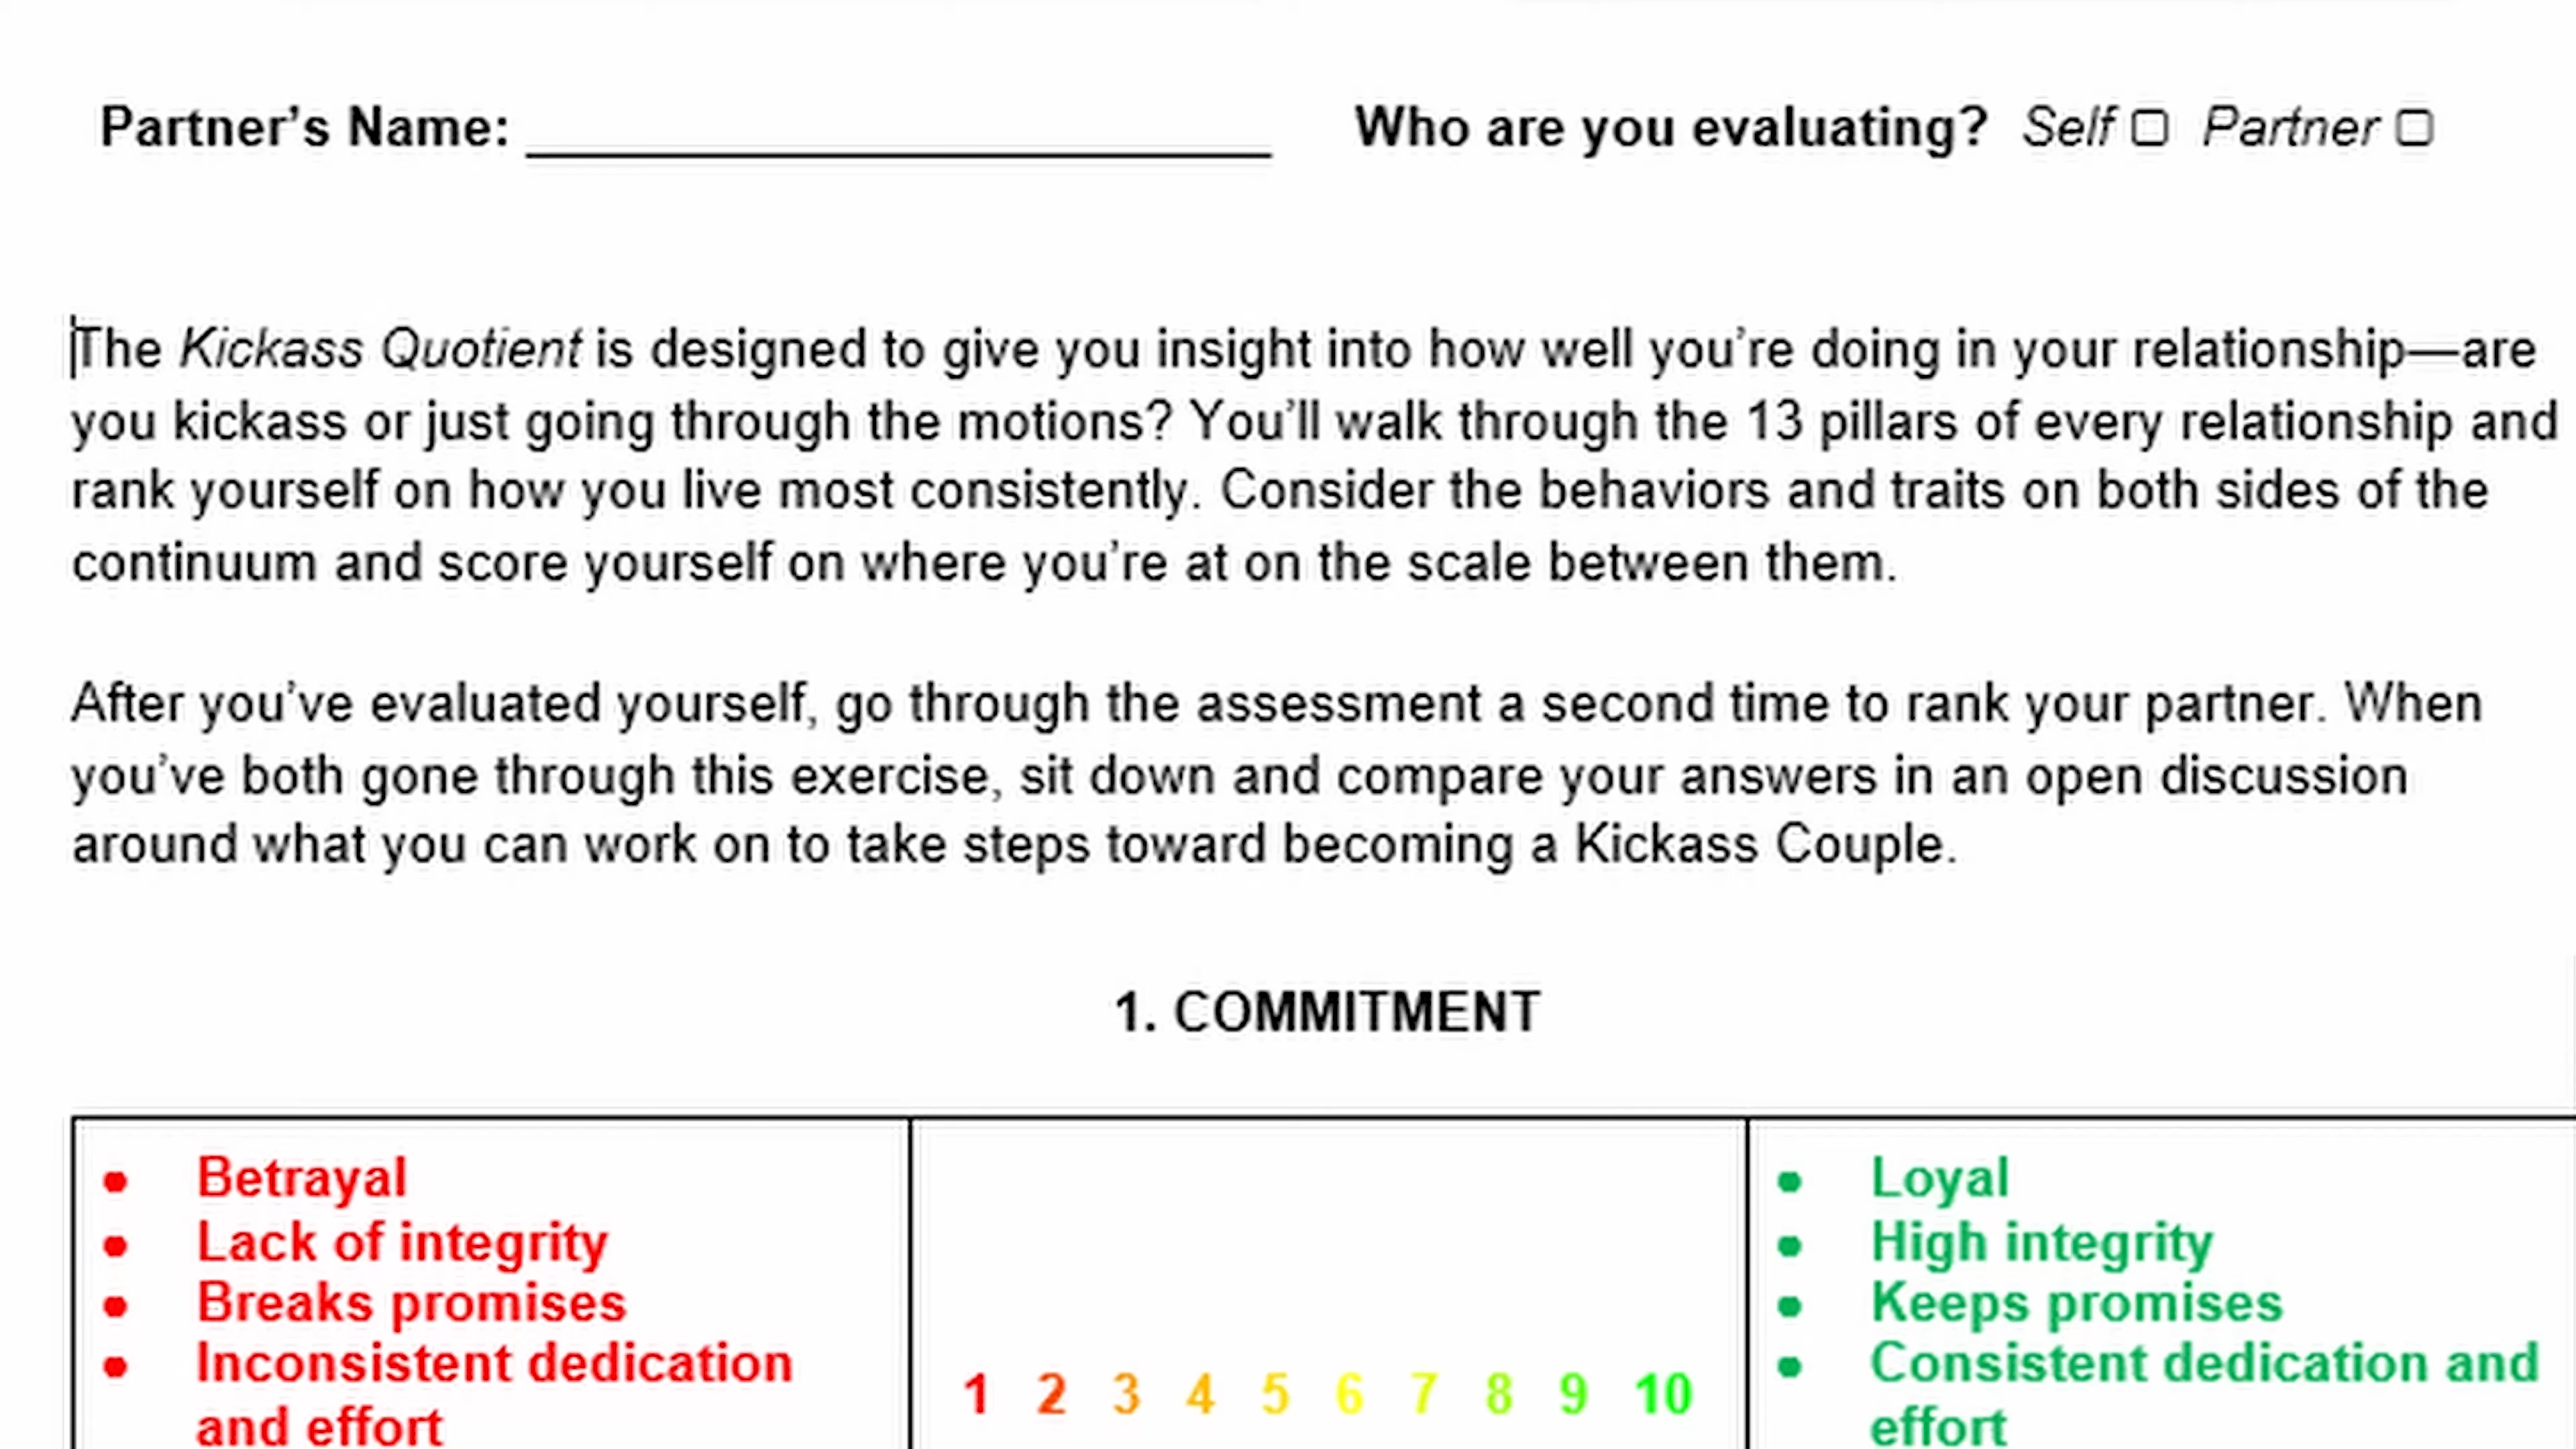 Partner's Name: ____________________ Who are you evaluating? Self ☐ Partner ☐
The Kickass Quotient is designed to give you insight into how well you're doing in your relationship—are
you kickass or just going through the motions? You'll walk through the 13 pillars of every relationship and
rank yourself on how you live most consistently. Consider the behaviors and traits on both sides of the
continuum and score yourself on where you're at on the scale between them.
After you've evaluated yourself, go through the assessment a second time to rank your partner. When
you've both gone through this exercise, sit down and compare your answers in an open discussion
around what you can work on to take steps toward becoming a Kickass Couple.
1. COMMITMENT
• Betrayal
• Lack of integrity
• Breaks promises
• Inconsistent dedication
and effort
1 2 3 4 5 6 7 8 9 10
• Loyal
• High integrity
• Keeps promises
• Consistent dedication and
effort